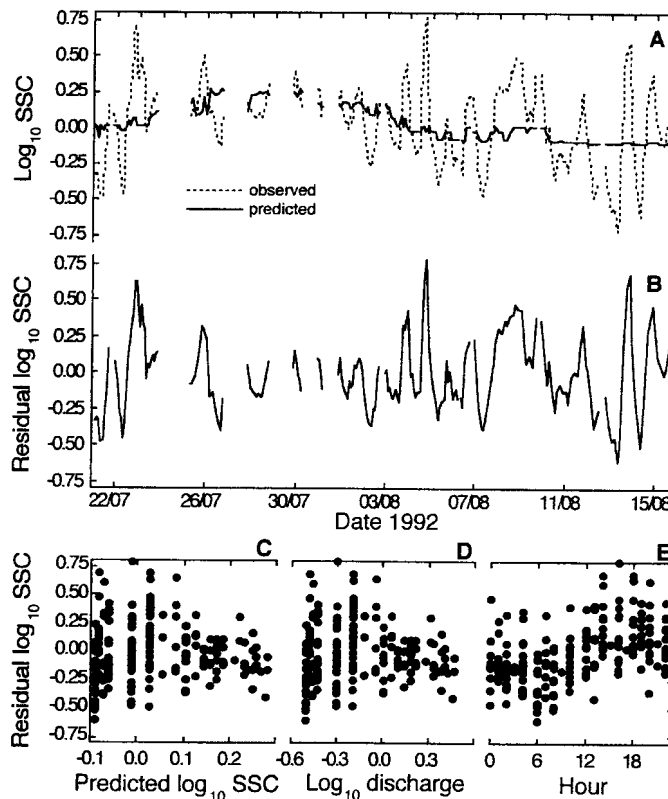 A
0.75
0.50
0.25
0.00
-0.25
-0.50
-0.75
Log10 SSC
observed
predicted
B
0.75
0.50
0.25
0.00
-0.25
-0.50
-0.75
Residual log10 SSC
22/07 26/07 30/07 03/08 07/08 11/08 15/08
Date 1992
C D E
0.75
0.50
0.25
0.00
-0.25
-0.50
-0.75
Residual log10 SSC
-0.1 0.0 0.1 0.2
Predicted log10 SSC
-0.6 -0.3 0.0 0.3
Log10 discharge
0 6 12 18
Hour